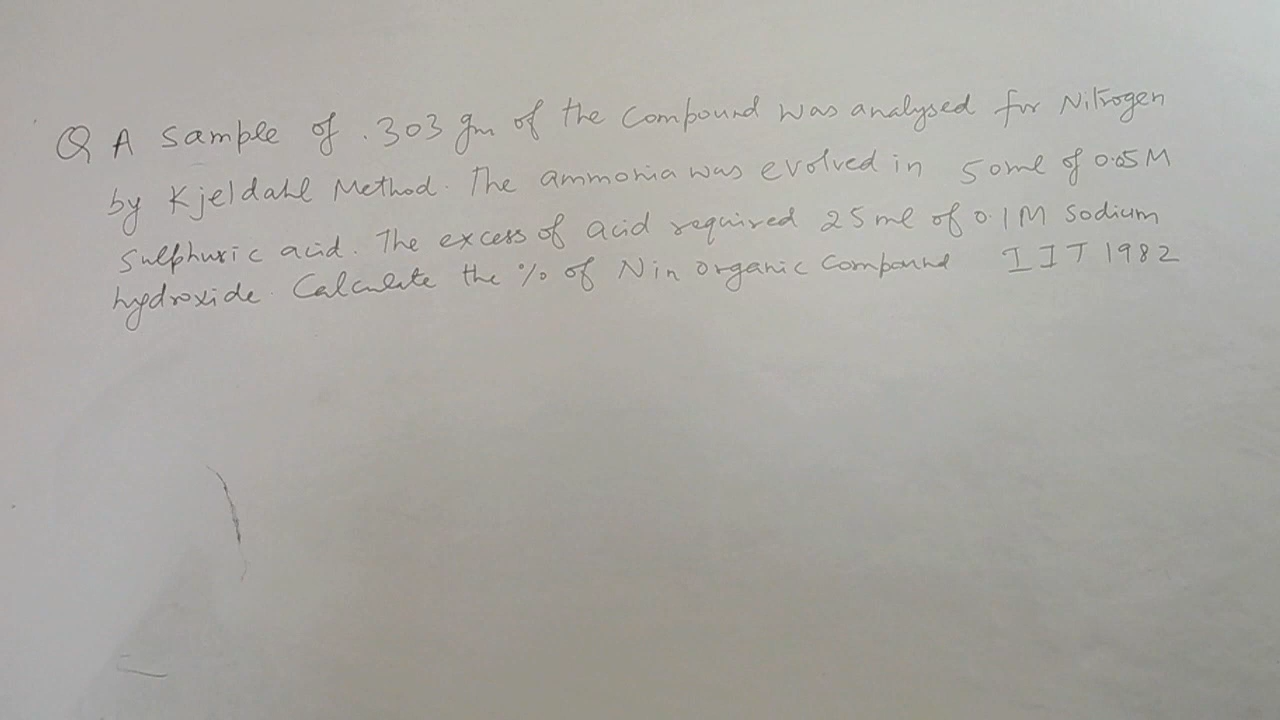 Q A sample of .303 gm of the compound was analysed for Nitrogen
by Kjeldahl Method. The ammonia was evolved in 50ml of 0.05M
sulphuric acid. The excess of acid required 25ml of 0.1M sodium
hydroxide. Calculate the % of N in organic compound IIT 1982